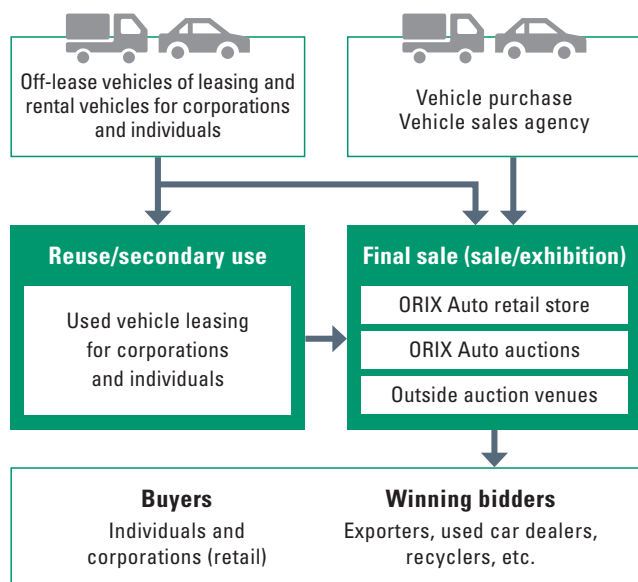 Off-lease vehicles of leasing and
rental vehicles for corporations
and individuals
Vehicle purchase
Vehicle sales agency
Reuse/secondary use
Used vehicle leasing
for corporations
and individuals
Final sale (sale/exhibition)
ORIX Auto retail store
ORIX Auto auctions
Outside auction venues
Buyers
Individuals and
corporations (retail)
Winning bidders
Exporters, used car dealers,
recyclers, etc.